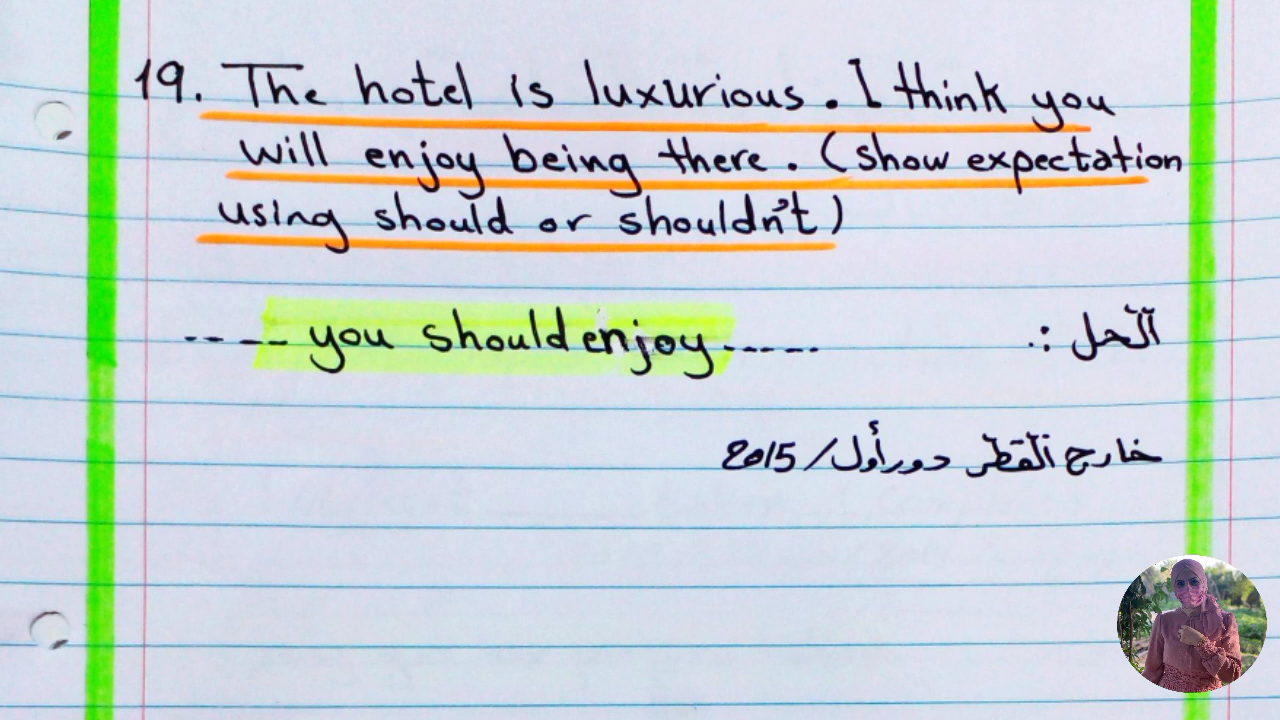 19. The hotel is luxurious. I think you
will enjoy being there. (show expectation
using should or shouldn't)
----- you should enjoy ------ الحل :.
خارج القطر دور أول / 2015